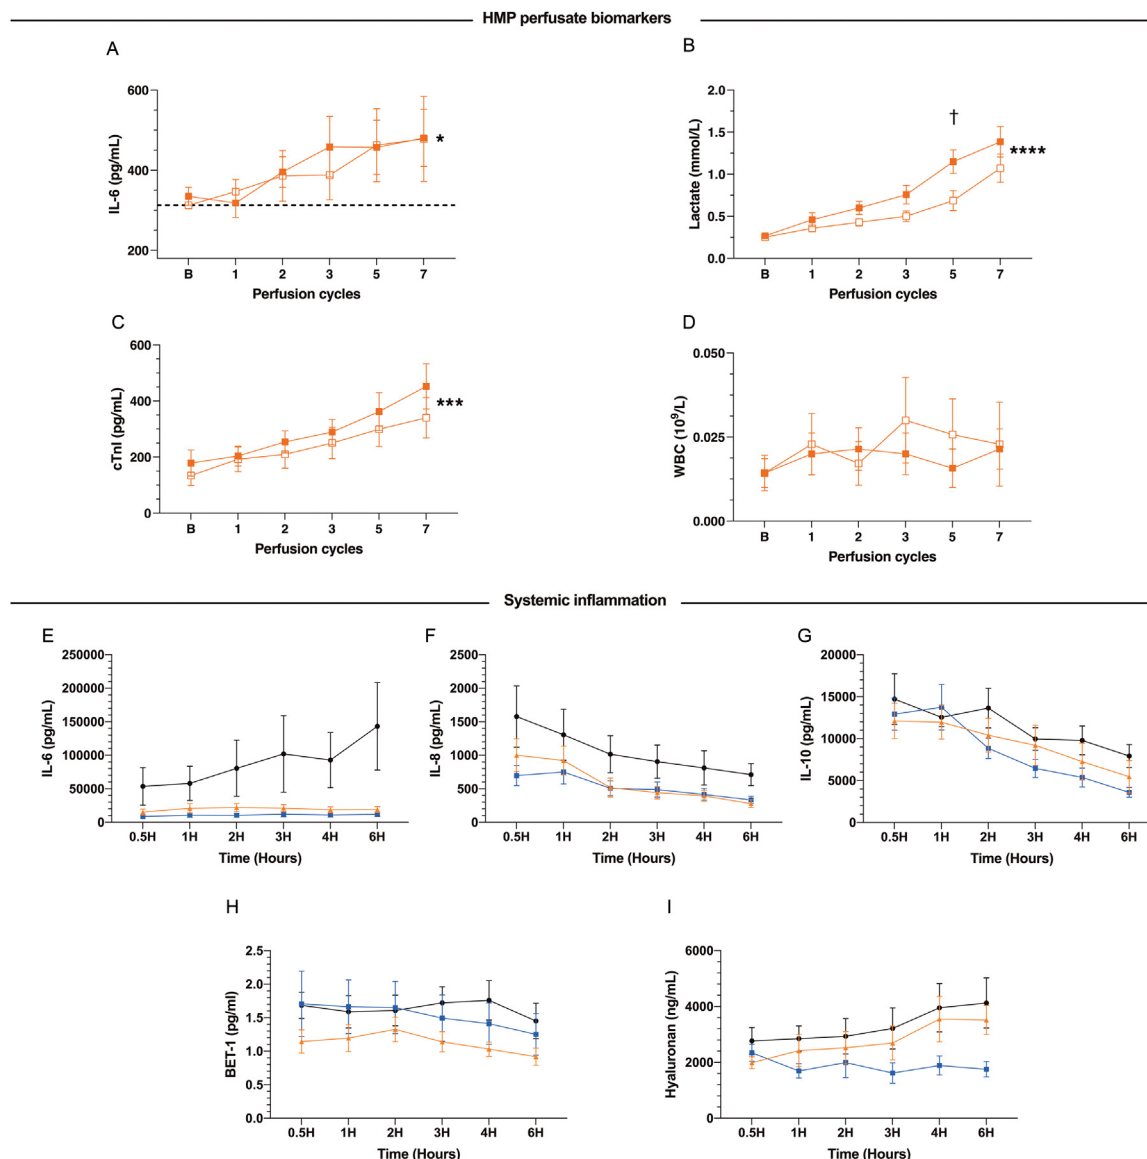 HMP perfusate biomarkers
A
IL-6 (pg/mL)
600
400
200
B 1 2 3 5 7
Perfusion cycles
*
B
Lactate (mmol/L)
2.0
1.5
1.0
0.5
0.0
B 1 2 3 5 7
Perfusion cycles
†
****
C
cTnI (pg/mL)
600
400
200
0
B 1 2 3 5 7
Perfusion cycles
***
D
WBC (10⁹/L)
0.050
0.025
0.000
B 1 2 3 5 7
Perfusion cycles
Systemic inflammation
E
IL-6 (pg/mL)
250000
200000
150000
100000
50000
0
0.5H 1H 2H 3H 4H 6H
Time (Hours)
F
IL-8 (pg/mL)
2500
2000
1500
1000
500
0
0.5H 1H 2H 3H 4H 6H
Time (Hours)
G
IL-10 (pg/mL)
20000
15000
10000
5000
0
0.5H 1H 2H 3H 4H 6H
Time (Hours)
H
BET-1 (pg/ml)
2.5
2.0
1.5
1.0
0.5
0.0
0.5H 1H 2H 3H 4H 6H
Time (Hours)
I
Hyaluronan (ng/mL)
6000
4000
2000
0
0.5H 1H 2H 3H 4H 6H
Time (Hours)